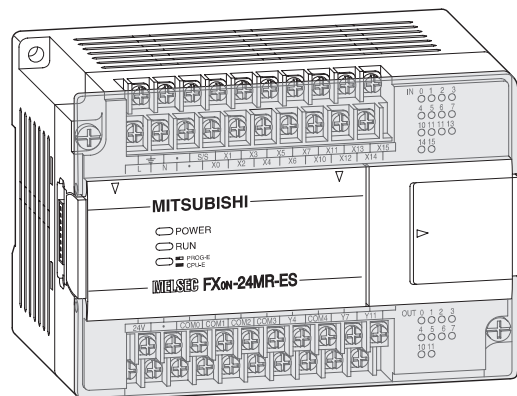 IN 0 1 2 3
4 5 6 7
10 11 11 13
14 15
⏚ • S/S X1 X3 X5 X7 X11 X13 X15
L N • X0 X2 X4 X6 X10 X12 X14
MITSUBISHI
POWER
RUN
PROG-E
CPU-E
MELSEC FX0N-24MR-ES
24V • COM0 COM1 COM2 COM3 Y4 COM4 Y7 Y11
OUT 0 1 2 3
4 5 6 7
10 11